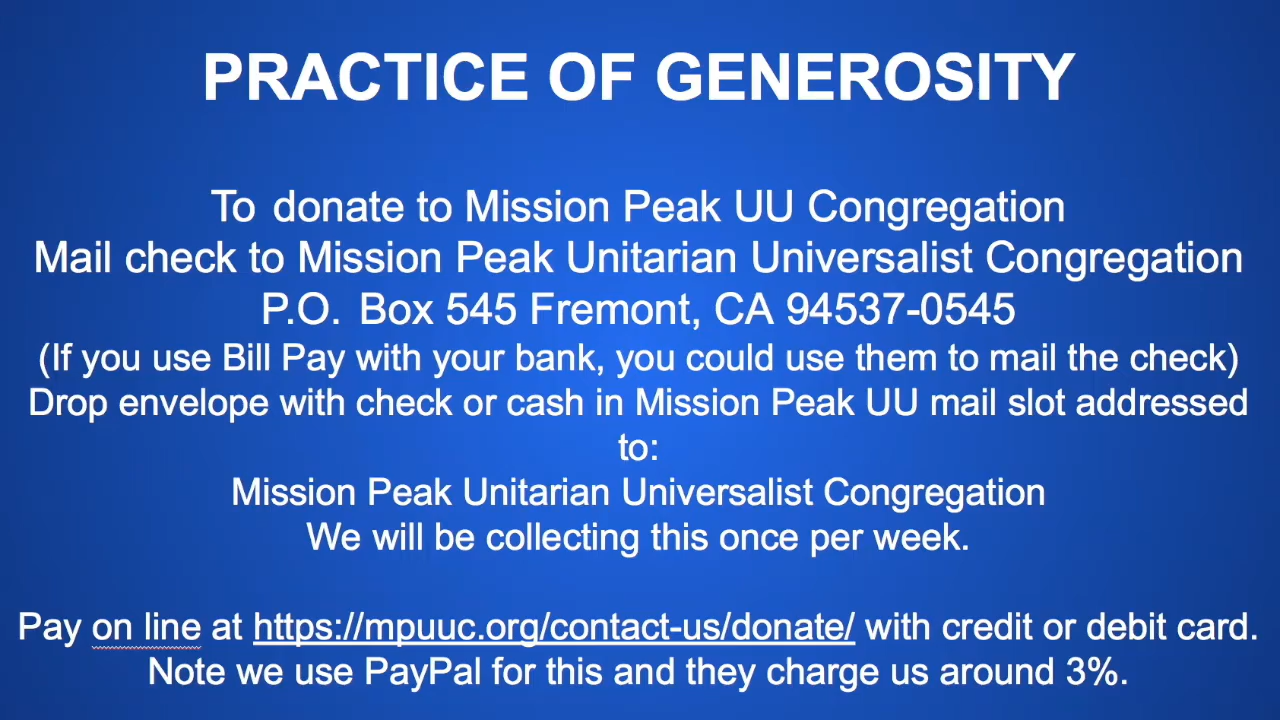 PRACTICE OF GENEROSITY
To donate to Mission Peak UU Congregation
Mail check to Mission Peak Unitarian Universalist Congregation
P.O. Box 545 Fremont, CA 94537-0545
(If you use Bill Pay with your bank, you could use them to mail the check)
Drop envelope with check or cash in Mission Peak UU mail slot addressed
to:
Mission Peak Unitarian Universalist Congregation
We will be collecting this once per week.
Pay on line at https://mpuuc.org/contact-us/donate/ with credit or debit card.
Note we use PayPal for this and they charge us around 3%.